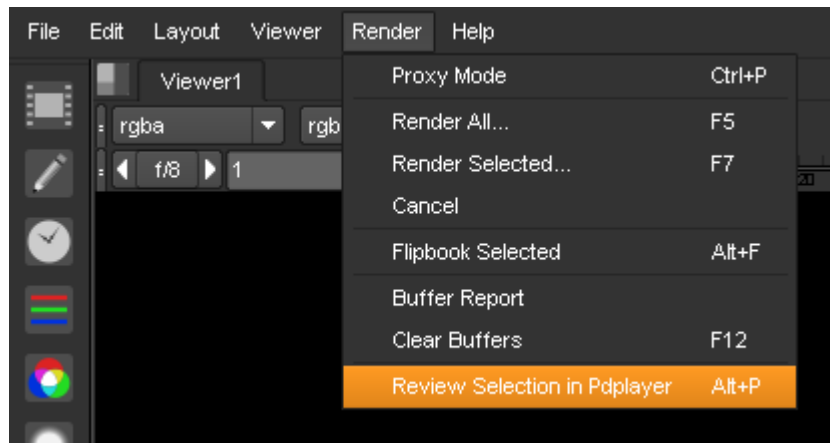 File Edit Layout Viewer Render Help
Viewer1
Proxy Mode Ctrl+P
rgba rgb
Render All... F5
f/8 1
Render Selected... F7
20
Cancel
Flipbook Selected Alt+F
Buffer Report
Clear Buffers F12
Review Selection in Pdplayer Alt+P